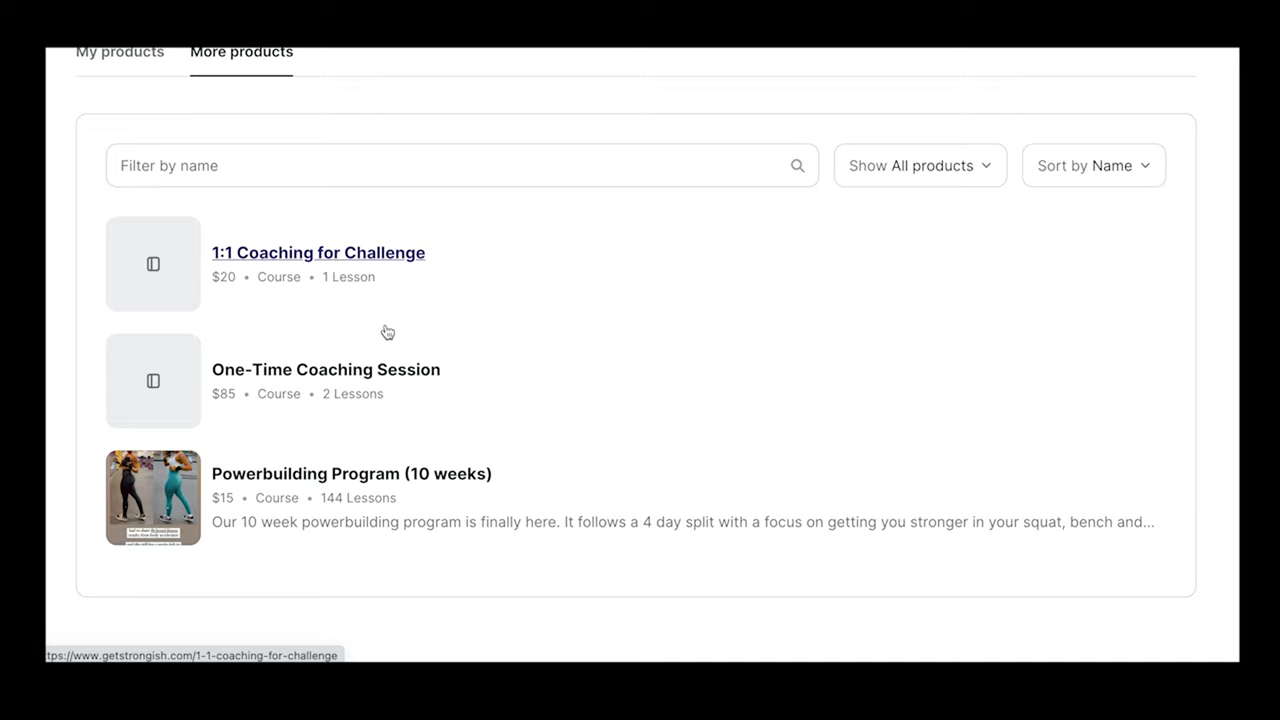 My products More products
Filter by name
Show All products
Sort by Name
1:1 Coaching for Challenge
$20 • Course • 1 Lesson
One-Time Coaching Session
$85 • Course • 2 Lessons
Powerbuilding Program (10 weeks)
$15 • Course • 144 Lessons
Our 10 week powerbuilding program is finally here. It follows a 4 day split with a focus on getting you stronger in your squat, bench and...
tps://www.getstrongish.com/1-1-coaching-for-challenge